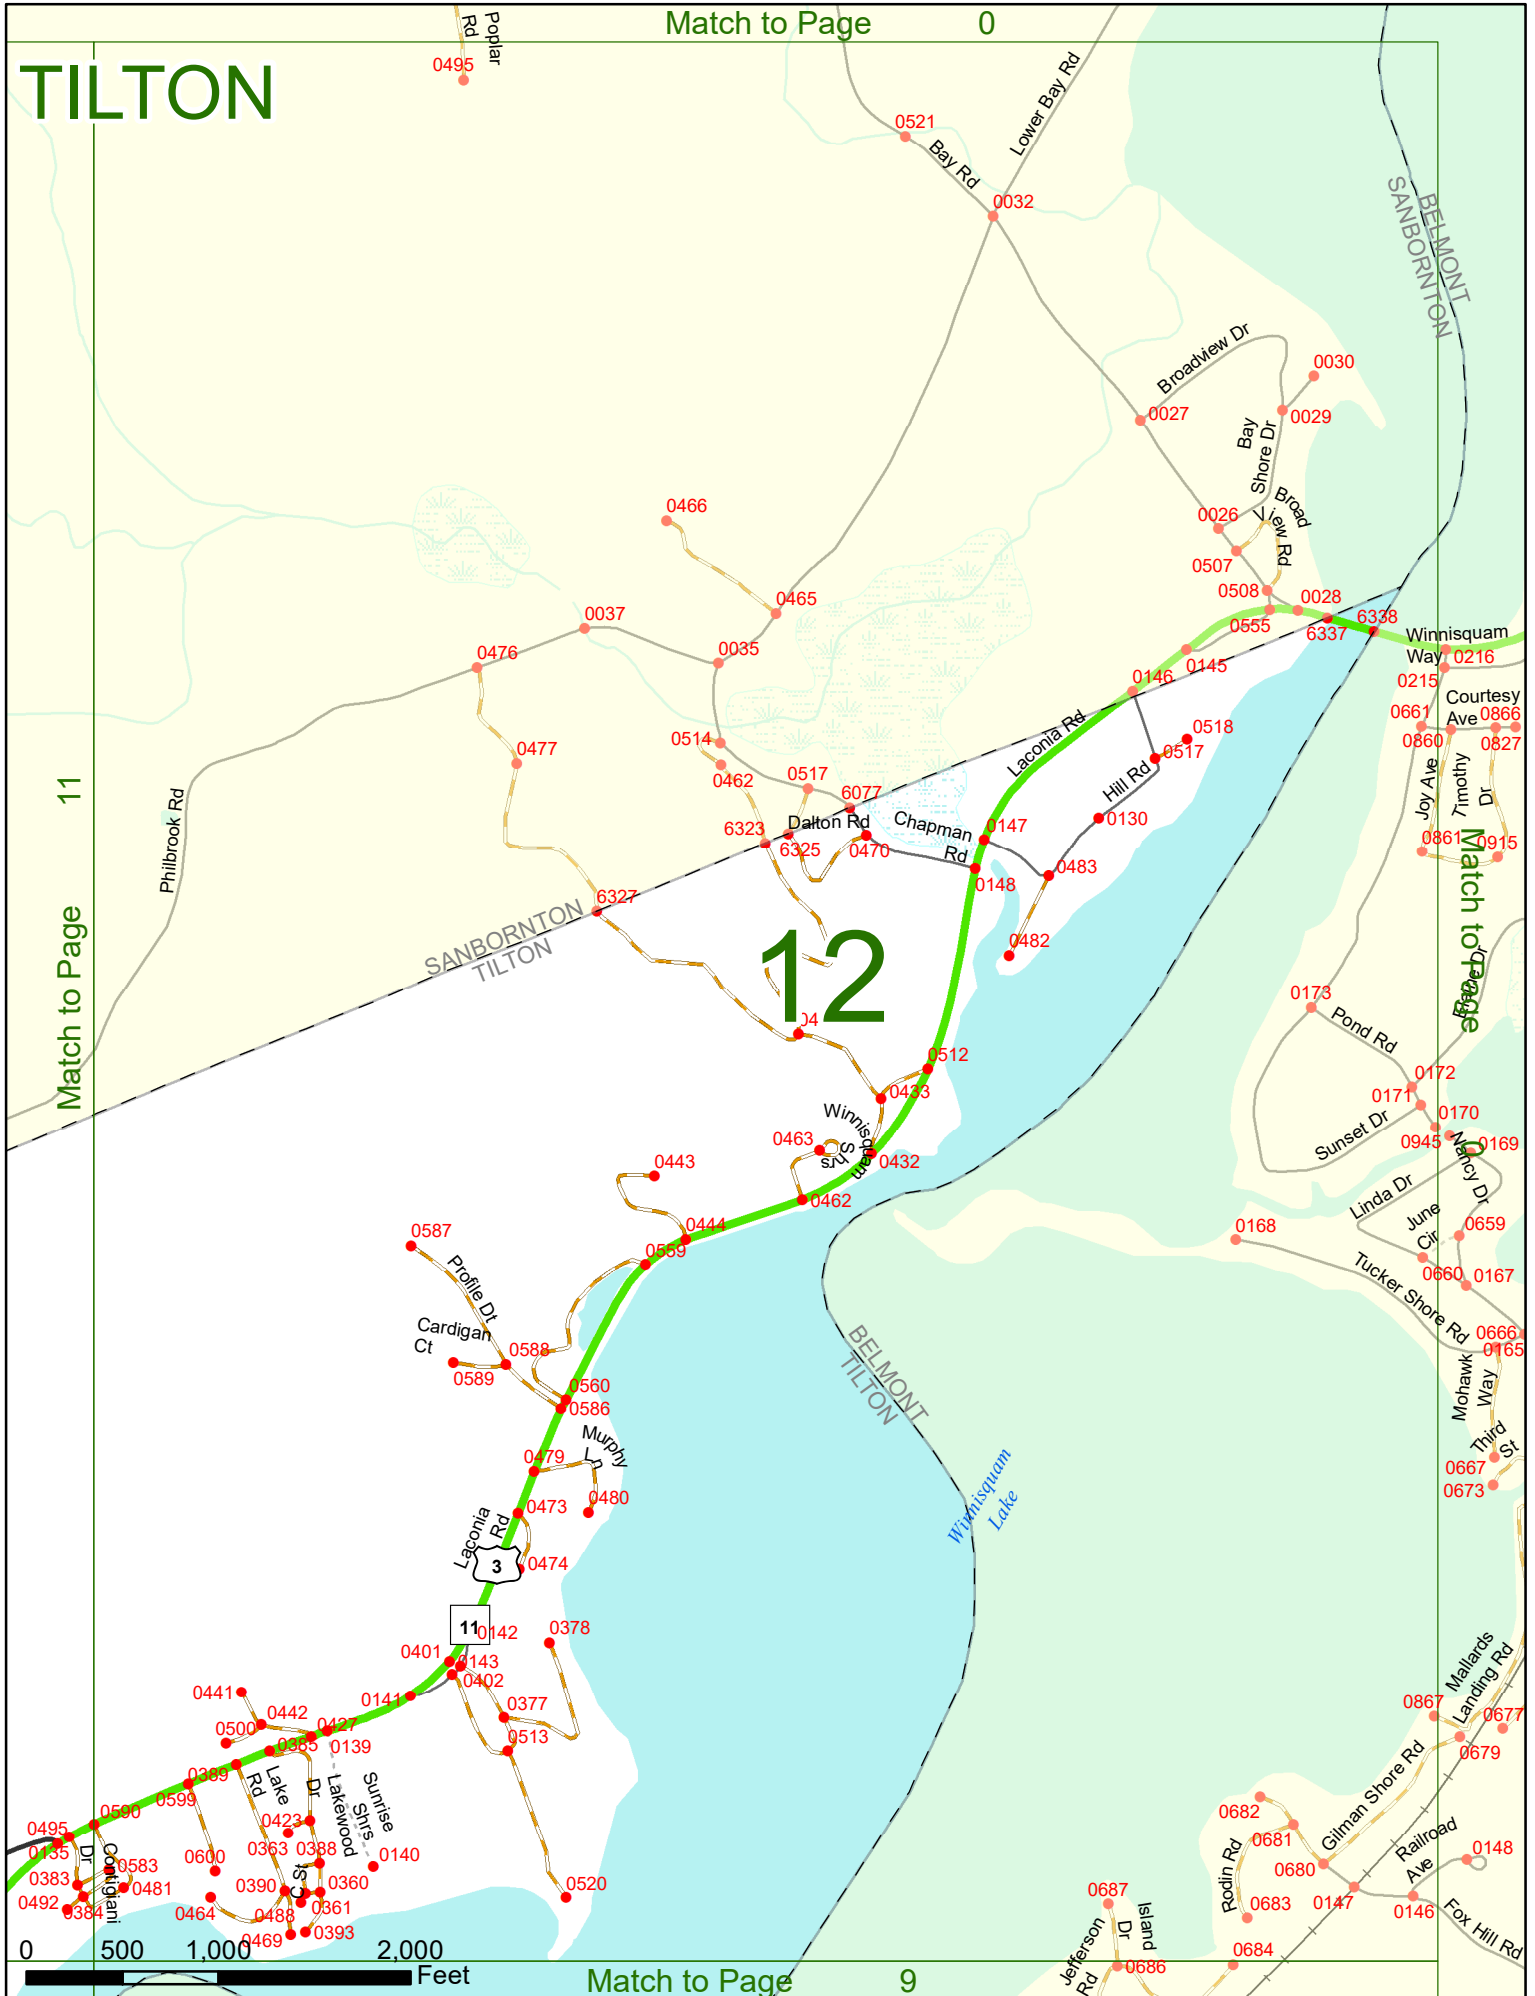 Match to Page 0
TILTON
Poplar
Rd
0495
0521
Bay Rd
Lower Bay Rd
0032
BELMONT
SANBORNTON
Broadview Dr
0030
0027
0029
Bay
Shore Dr
0466
0026
Broad
View Rd
0507
0465
0508
0028
0037
0555
6337
6338
Winnisquam
Way
0216
0215
0476
0035
0145
0146
Courtesy
Ave
0661
0866
0860
0827
0514
0518
0517
Laconia Rd
0477
0462
0517
Hill Rd
Joy Ave
Timothy
Dr
Match to Page 11
Philbrook Rd
6077
0130
6323
Dalton Rd
6325
0470
Chapman
Rd
0147
0148
0483
0861
0915
SANBORNTON
TILTON
6327
12
0482
Match to Page
04
0173
Pond Rd
0512
0172
0433
0171
0170
Winnisquam
Shrs
0463
Sunset Dr
0945
0169
Nancy Dr
0432
0443
Linda Dr
0462
June
Cir
0659
0444
0168
0587
0559
0660
0167
Profile Dt
Tucker Shore Rd
Cardigan
Ct
0588
0589
BELMONT
TILTON
0666
0165
0560
0586
Mohawk
Way
Murphy
Ln
Third
St
0479
0667
0673
0480
0473
Winnisquam
Lake
Laconia
Rd
3
0474
11
0142
0378
Mallards
Landing Rd
0401
0143
0402
0441
0141
0867
0677
0442
0377
0500
0427
0139
0385
0513
0679
0389
Rd
Lake
Dr
Lakewood
Sunrise
Shrs
Gilman Shore Rd
0599
0590
0682
0495
0135
0423
0363
0388
0681
Railroad
Ave
Dr
Contigiani
0583
0600
0140
0680
0148
0383
0481
0390
Cst
0360
Rodin Rd
0492
0384
0464
0488
0361
0520
0687
0683
0147
0146
0469
0393
Jefferson
Rd
Island
Dr
Fox Hill Rd
0 500 1,000 2,000
Feet
0684
0686
Match to Page 9